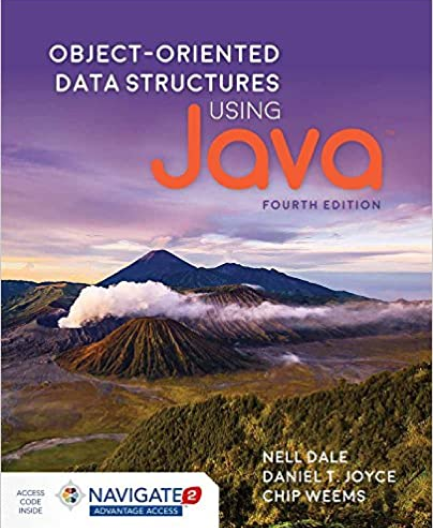 OBJECT-ORIENTED
DATA STRUCTURES
USING
Java™
FOURTH EDITION
NELL DALE
DANIEL T. JOYCE
CHIP WEEMS
ACCESS
CODE
INSIDE
NAVIGATE 2
ADVANTAGE ACCESS